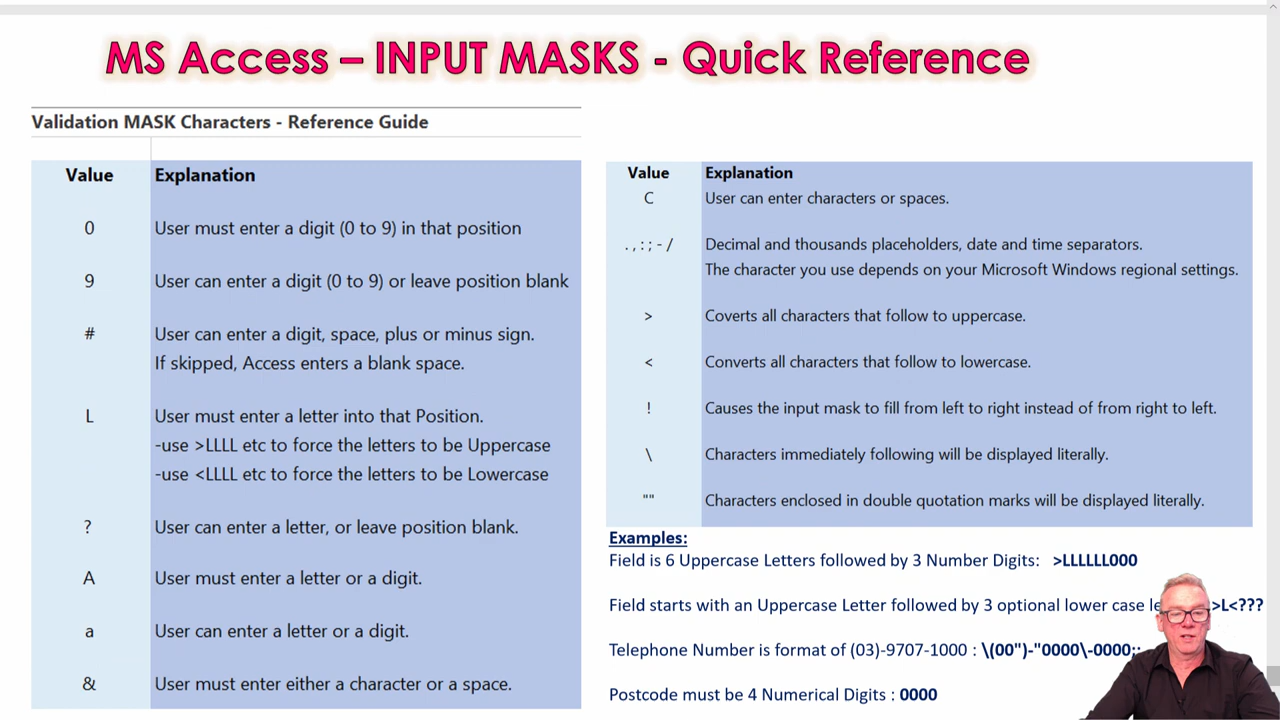 MS Access – INPUT MASKS - Quick Reference
Validation MASK Characters - Reference Guide
Value Explanation
0 User must enter a digit (0 to 9) in that position
9 User can enter a digit (0 to 9) or leave position blank
# User can enter a digit, space, plus or minus sign.
If skipped, Access enters a blank space.
L User must enter a letter into that Position.
-use >LLLL etc to force the letters to be Uppercase
-use <LLLL etc to force the letters to be Lowercase
? User can enter a letter, or leave position blank.
A User must enter a letter or a digit.
a User can enter a letter or a digit.
& User must enter either a character or a space.
Value Explanation
C User can enter characters or spaces.
. , : ; - / Decimal and thousands placeholders, date and time separators.
The character you use depends on your Microsoft Windows regional settings.
> Coverts all characters that follow to uppercase.
< Converts all characters that follow to lowercase.
! Causes the input mask to fill from left to right instead of from right to left.
\ Characters immediately following will be displayed literally.
"" Characters enclosed in double quotation marks will be displayed literally.
Examples:
Field is 6 Uppercase Letters followed by 3 Number Digits: >LLLLLL000
Field starts with an Uppercase Letter followed by 3 optional lower case >L<???
Telephone Number is format of (03)-9707-1000 : \(00")-"0000\-0000;;
Postcode must be 4 Numerical Digits : 0000